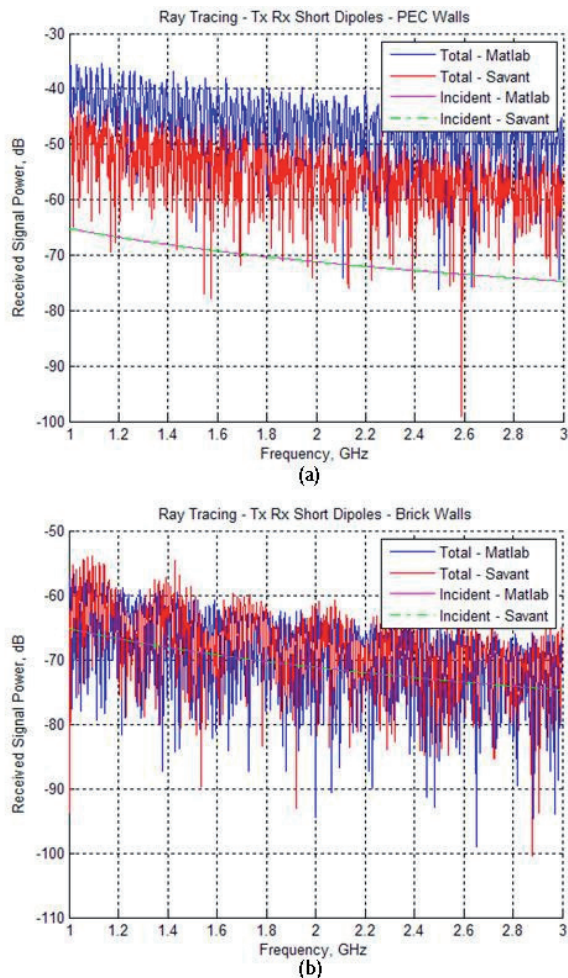 Ray Tracing - Tx Rx Short Dipoles - PEC Walls
Total - Matlab
Total - Savant
Incident - Matlab
Incident - Savant
Received Signal Power, dB
-30
-40
-50
-60
-70
-80
-90
-100
1 1.2 1.4 1.6 1.8 2 2.2 2.4 2.6 2.8 3
Frequency, GHz
(a)
Ray Tracing - Tx Rx Short Dipoles - Brick Walls
Total - Matlab
Total - Savant
Incident - Matlab
Incident - Savant
Received Signal Power, dB
-50
-60
-70
-80
-90
-100
-110
1 1.2 1.4 1.6 1.8 2 2.2 2.4 2.6 2.8 3
Frequency, GHz
(b)